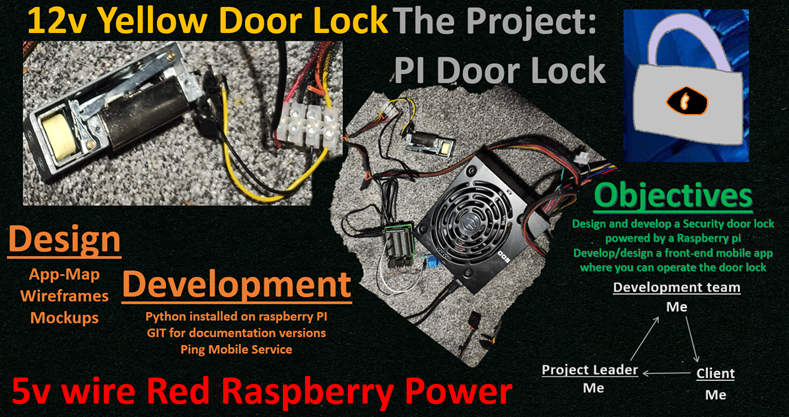 12v Yellow Door Lock
The Project:
PI Door Lock
Objectives
Design and develop a Security door lock
powered by a Raspberry pi
Develop/design a front-end mobile app
where you can operate the door lock
Design
App-Map
Wireframes
Mockups
Development
Python installed on raspberry PI
GIT for documentation versions
Ping Mobile Service
Development team
Me
Project Leader
Me
Client
Me
5v wire Red Raspberry Power
500